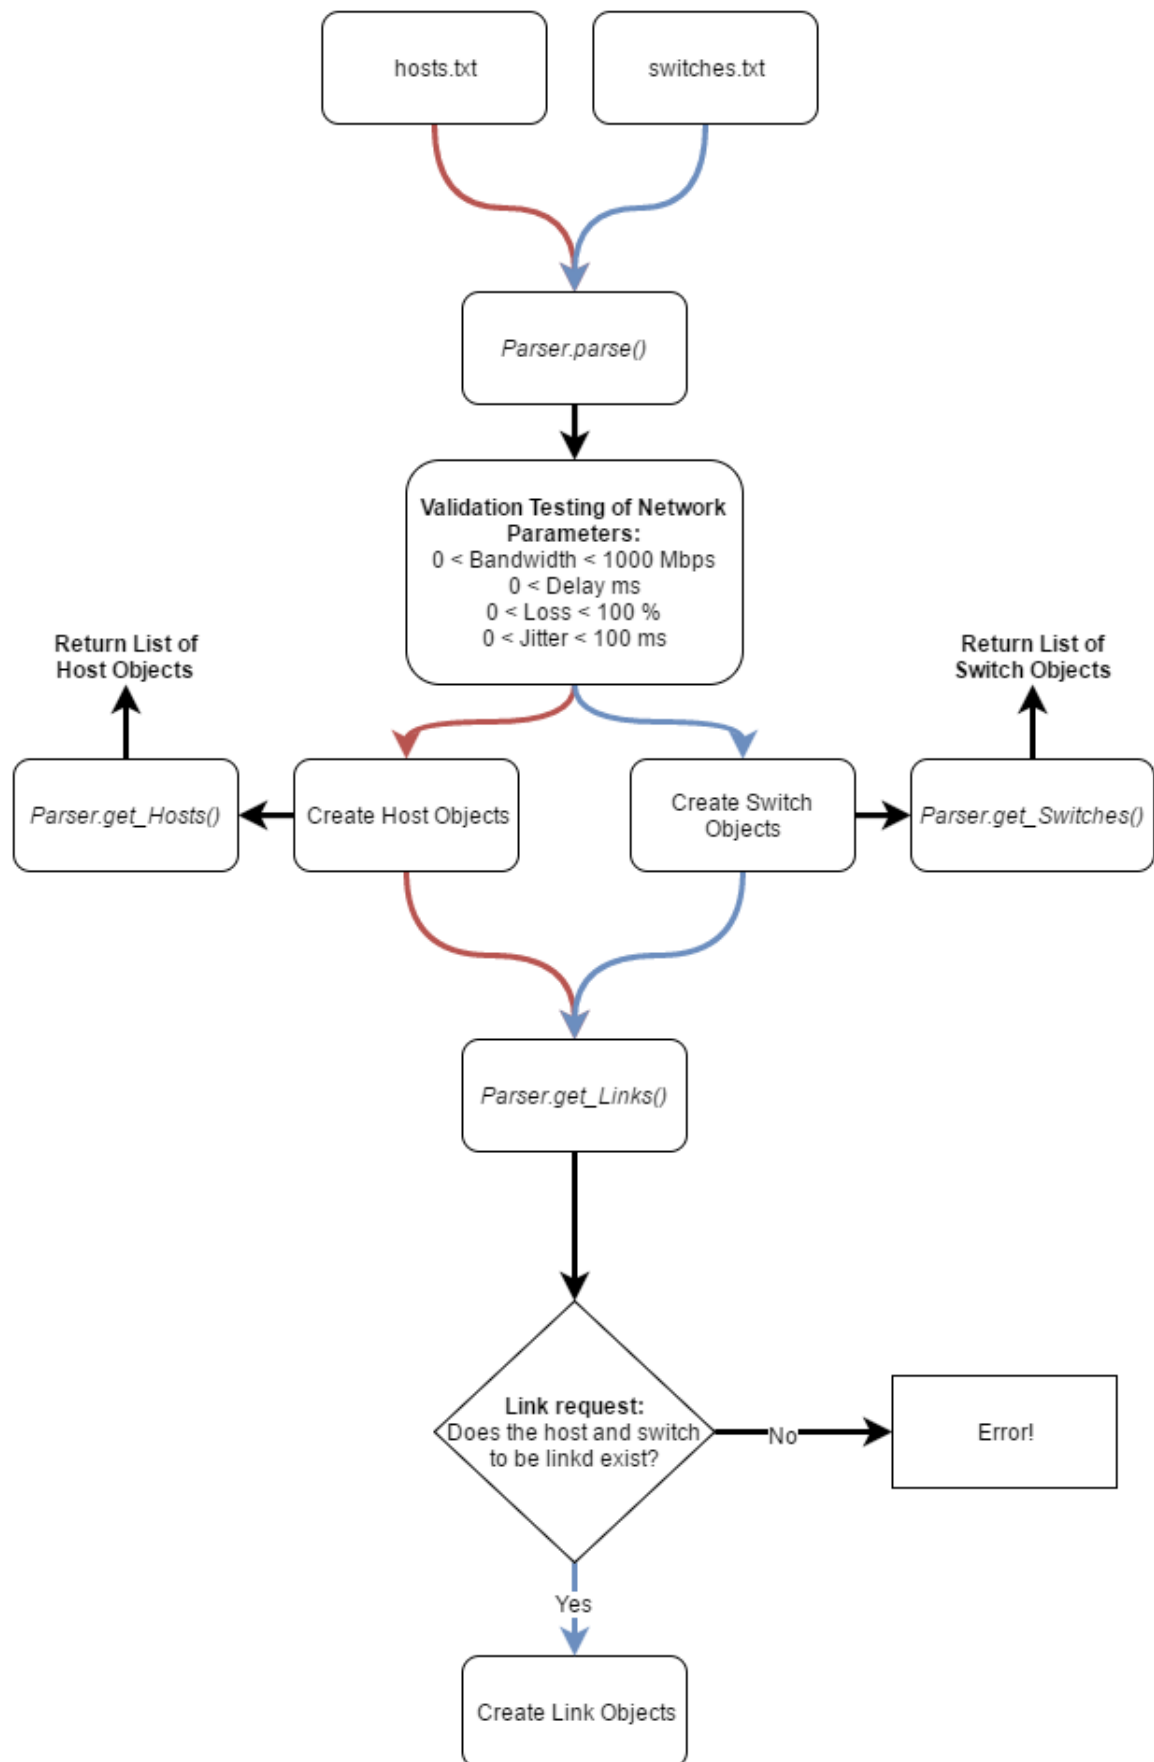 hosts.txt
switches.txt
Parser.parse()
Validation Testing of Network
Parameters:
0 < Bandwidth < 1000 Mbps
0 < Delay ms
0 < Loss < 100 %
0 < Jitter < 100 ms
Return List of
Host Objects
Return List of
Switch Objects
Parser.get_Hosts()
Create Host Objects
Create Switch
Objects
Parser.get_Switches()
Parser.get_Links()
Link request:
Does the host and switch
to be linkd exist?
No
Error!
Yes
Create Link Objects